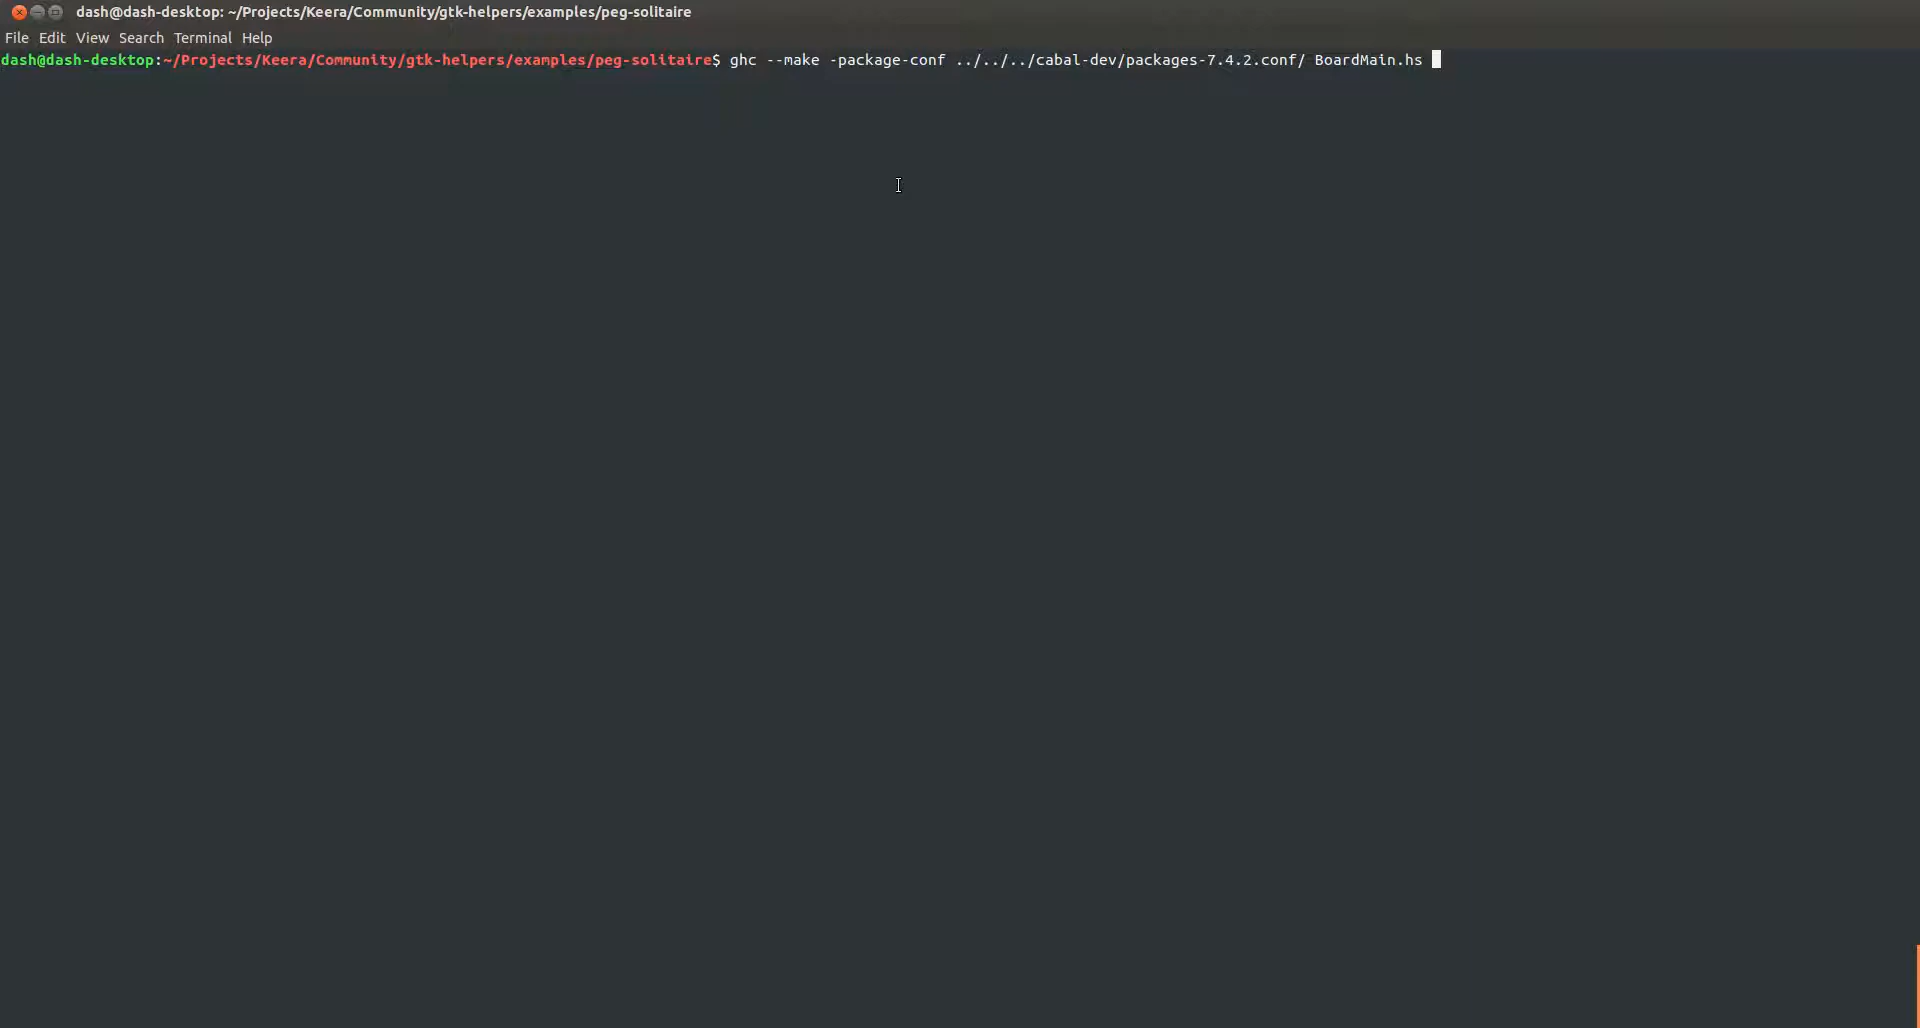 dash@dash-desktop: ~/Projects/Keera/Community/gtk-helpers/examples/peg-solitaire
File Edit View Search Terminal Help
dash@dash-desktop:~/Projects/Keera/Community/gtk-helpers/examples/peg-solitaire$ ghc --make -package-conf ../../../cabal-dev/packages-7.4.2.conf/ BoardMain.hs